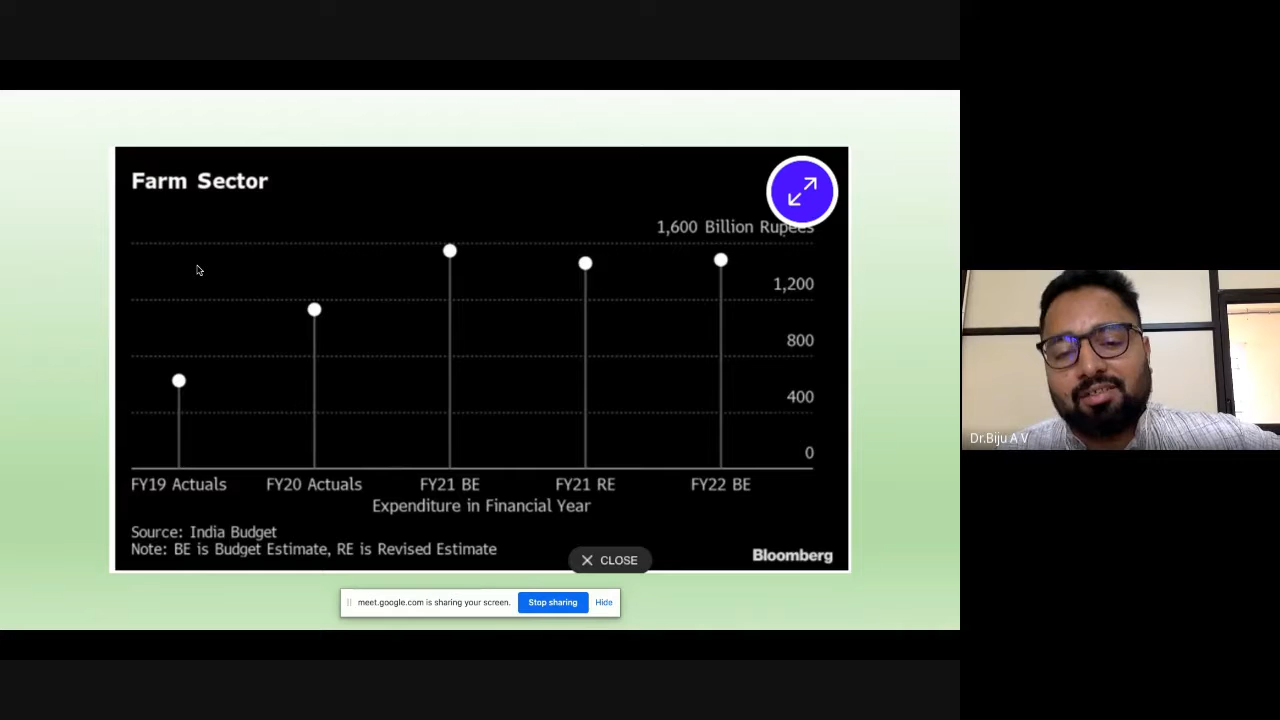 Farm Sector
1,600 Billion Rupees
1,200
800
400
0
FY19 Actuals FY20 Actuals FY21 BE FY21 RE FY22 BE
Expenditure in Financial Year
Source: India Budget
Note: BE is Budget Estimate, RE is Revised Estimate
Bloomberg
CLOSE
meet.google.com is sharing your screen. Stop sharing Hide
Dr.Biju A V